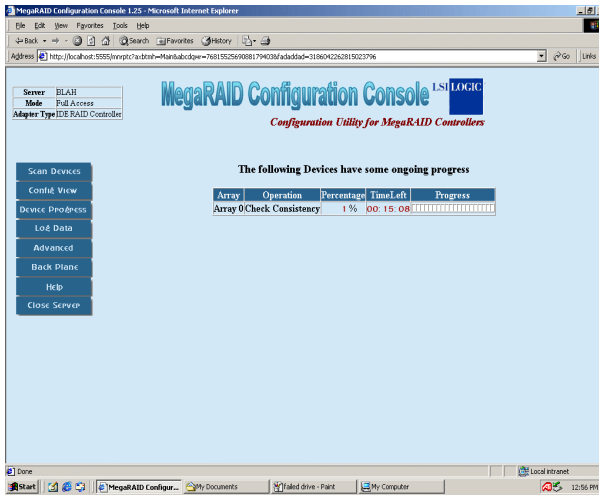 MegaRAID Configuration Console 1.25 - Microsoft Internet Explorer
File Edit View Favorites Tools Help
Back Search Favorites History
Address http://localhost:5555/mnrptc?axbtmh=Main&abcdqwr=7681552569088179403&fadaddad=3186042262815023796 Go Links
Server BLAH
Mode Full Access
Adapter Type IDE RAID Controller
MegaRAID Configuration Console LSI LOGIC
Configuration Utility for MegaRAID Controllers
Scan Devices
Config View
Device Progress
Log Data
Advanced
Back Plane
Help
Close Server
The following Devices have some ongoing progress
Array Operation Percentage TimeLeft Progress
Array 0 Check Consistency 1 % 00:15:08
Done Local intranet
Start MegaRAID Configur... My Documents failed drive - Paint My Computer 12:56 PM